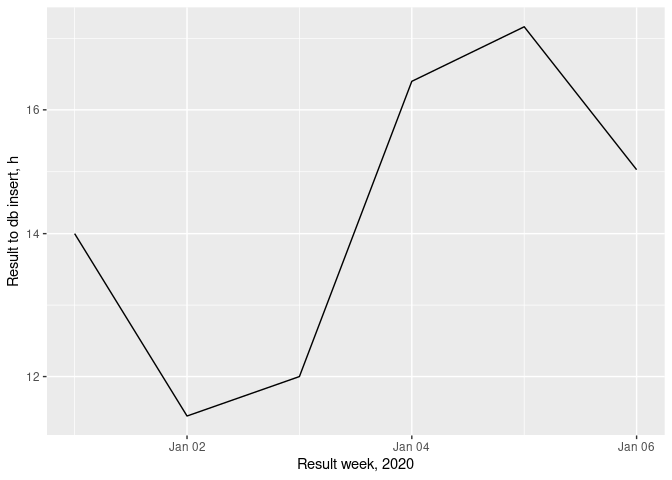 Result to db insert, h
16
14
12
Jan 02
Jan 04
Jan 06
Result week, 2020